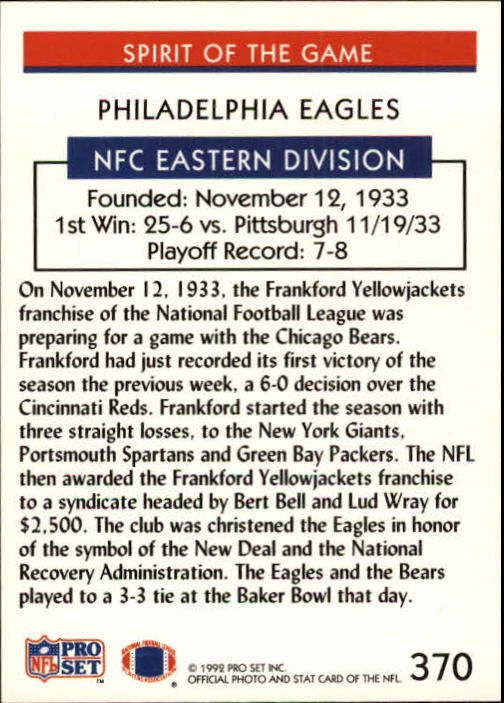 SPIRIT OF THE GAME
PHILADELPHIA EAGLES
NFC EASTERN DIVISION
Founded: November 12, 1933
1st Win: 25-6 vs. Pittsburgh 11/19/33
Playoff Record: 7-8
On November 12, 1933, the Frankford Yellowjackets
franchise of the National Football League was
preparing for a game with the Chicago Bears.
Frankford had just recorded its first victory of the
season the previous week, a 6-0 decision over the
Cincinnati Reds. Frankford started the season with
three straight losses, to the New York Giants,
Portsmouth Spartans and Green Bay Packers. The NFL
then awarded the Frankford Yellowjackets franchise
to a syndicate headed by Bert Bell and Lud Wray for
$2,500. The club was christened the Eagles in honor
of the symbol of the New Deal and the National
Recovery Administration. The Eagles and the Bears
played to a 3-3 tie at the Baker Bowl that day.
NFL PRO SET ™
NATIONAL FOOTBALL LEAGUE PLAYERS ASSOCIATION ®
© 1992 PRO SET INC.
OFFICIAL PHOTO AND STAT CARD OF THE NFL. 370